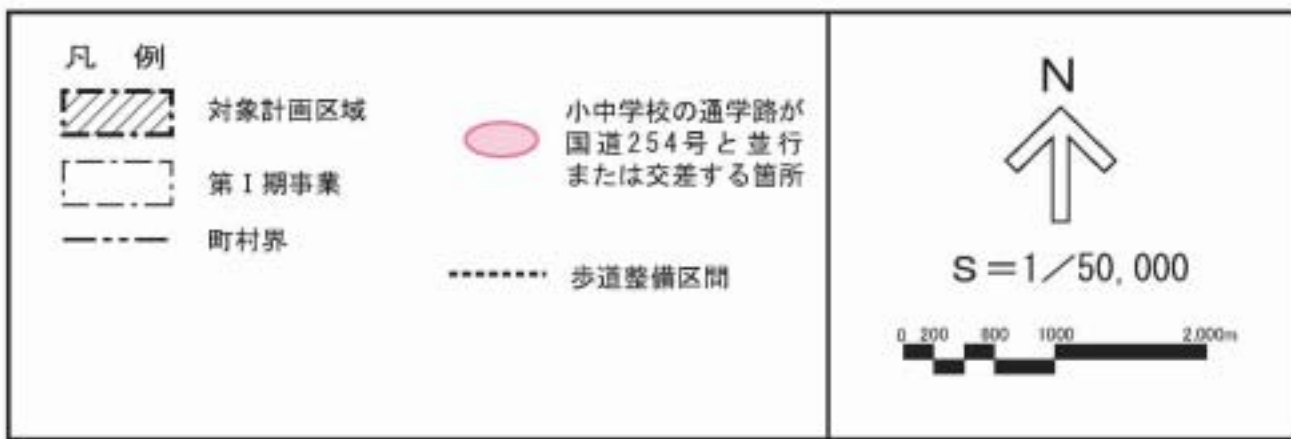 凡 例
対象計画区域
第Ⅰ期事業
町村界
小中学校の通学路が
国道254号と並行
または交差する箇所
歩道整備区間
N
S=1/50,000
0 200 600 1000 2,000m